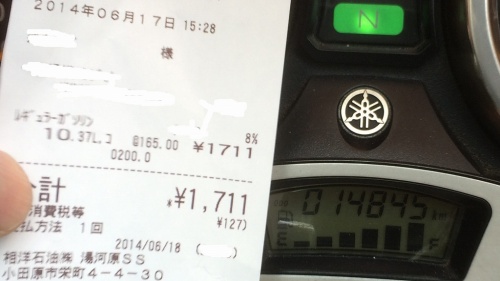 2014年06月17日 15:28
様
ﾚｷﾞｭﾗｰｶﾞｿﾘﾝ
8%
10.37L.コ @165.00 ¥1711
0200.0
合計 *¥1,711
消費税等 ¥127)
払方法 1回
2014/06/18
相洋石油㈱ 湯河原SS
小田原市栄町4-4-30
N
014845
E